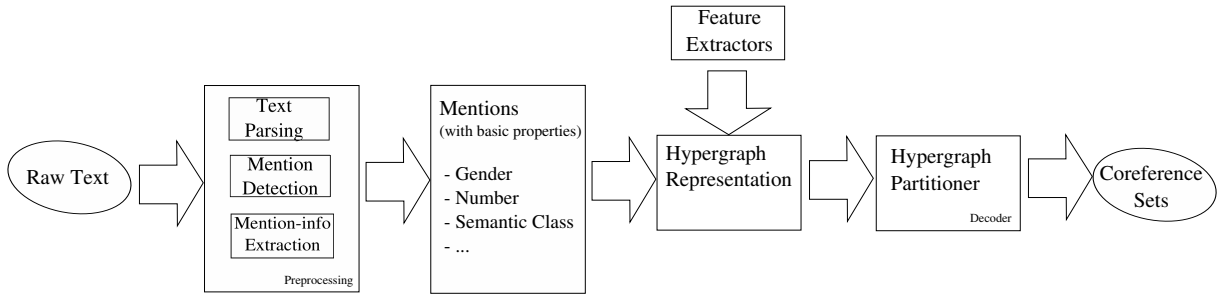 Raw Text
Text
Parsing
Mention
Detection
Mention-info
Extraction
Preprocessing
Mentions
(with basic properties)
- Gender
- Number
- Semantic Class
- ...
Feature
Extractors
Hypergraph
Representation
Hypergraph
Partitioner
Decoder
Coreference
Sets